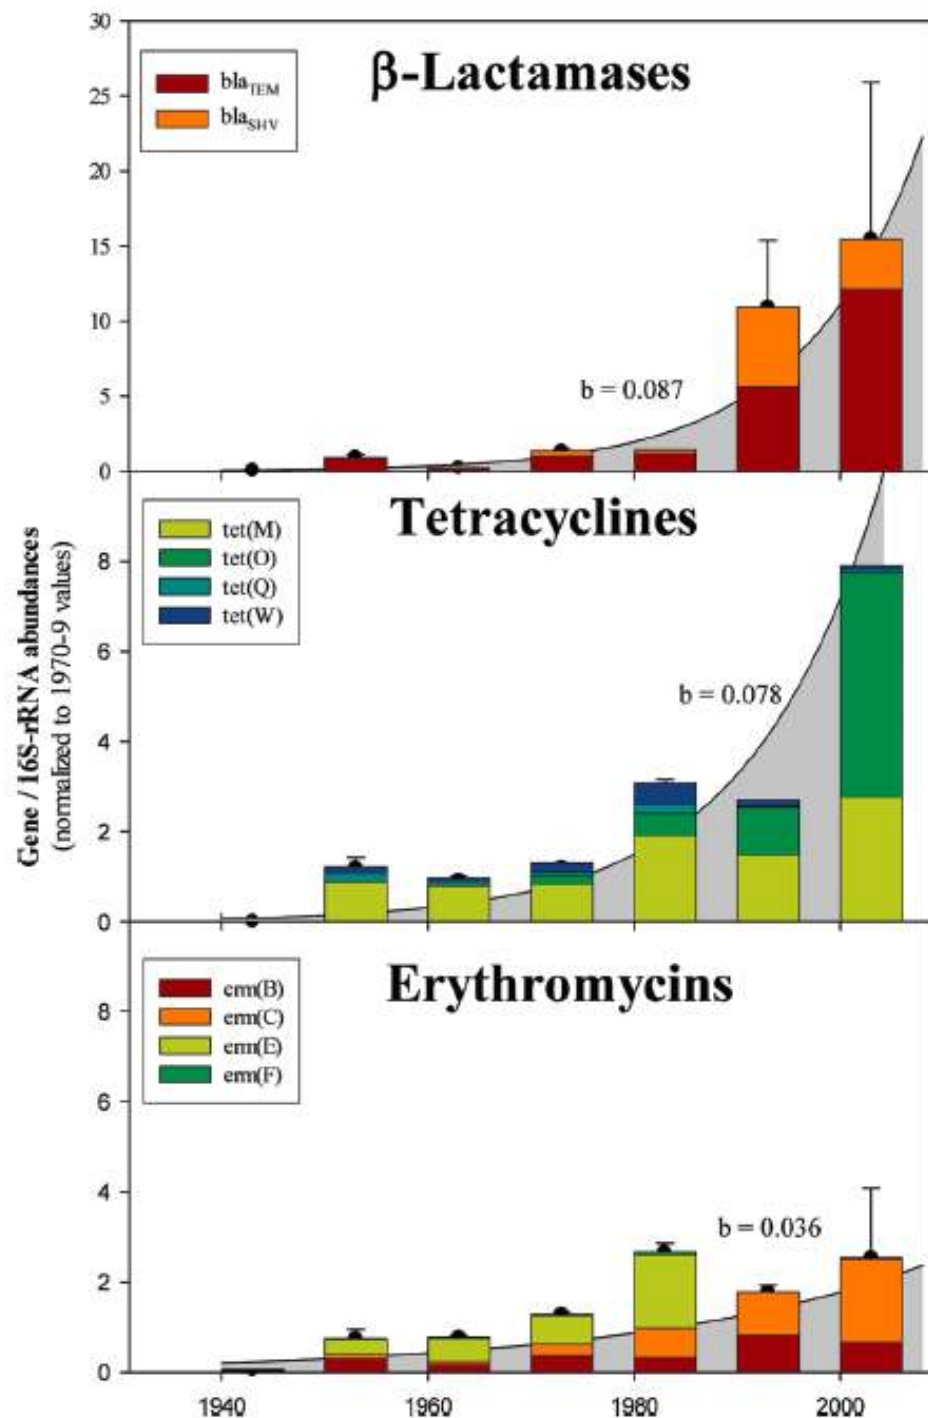 β-Lactamases
bla_TEM
bla_SHV
30
25
20
15
10
5
0
b = 0.087
Tetracyclines
tet(M)
tet(O)
tet(Q)
tet(W)
8
6
4
2
0
b = 0.078
Gene / 16S-rRNA abundances
(normalized to 1970-9 values)
Erythromycins
erm(B)
erm(C)
erm(E)
erm(F)
8
6
4
2
0
b = 0.036
1940 1960 1980 2000